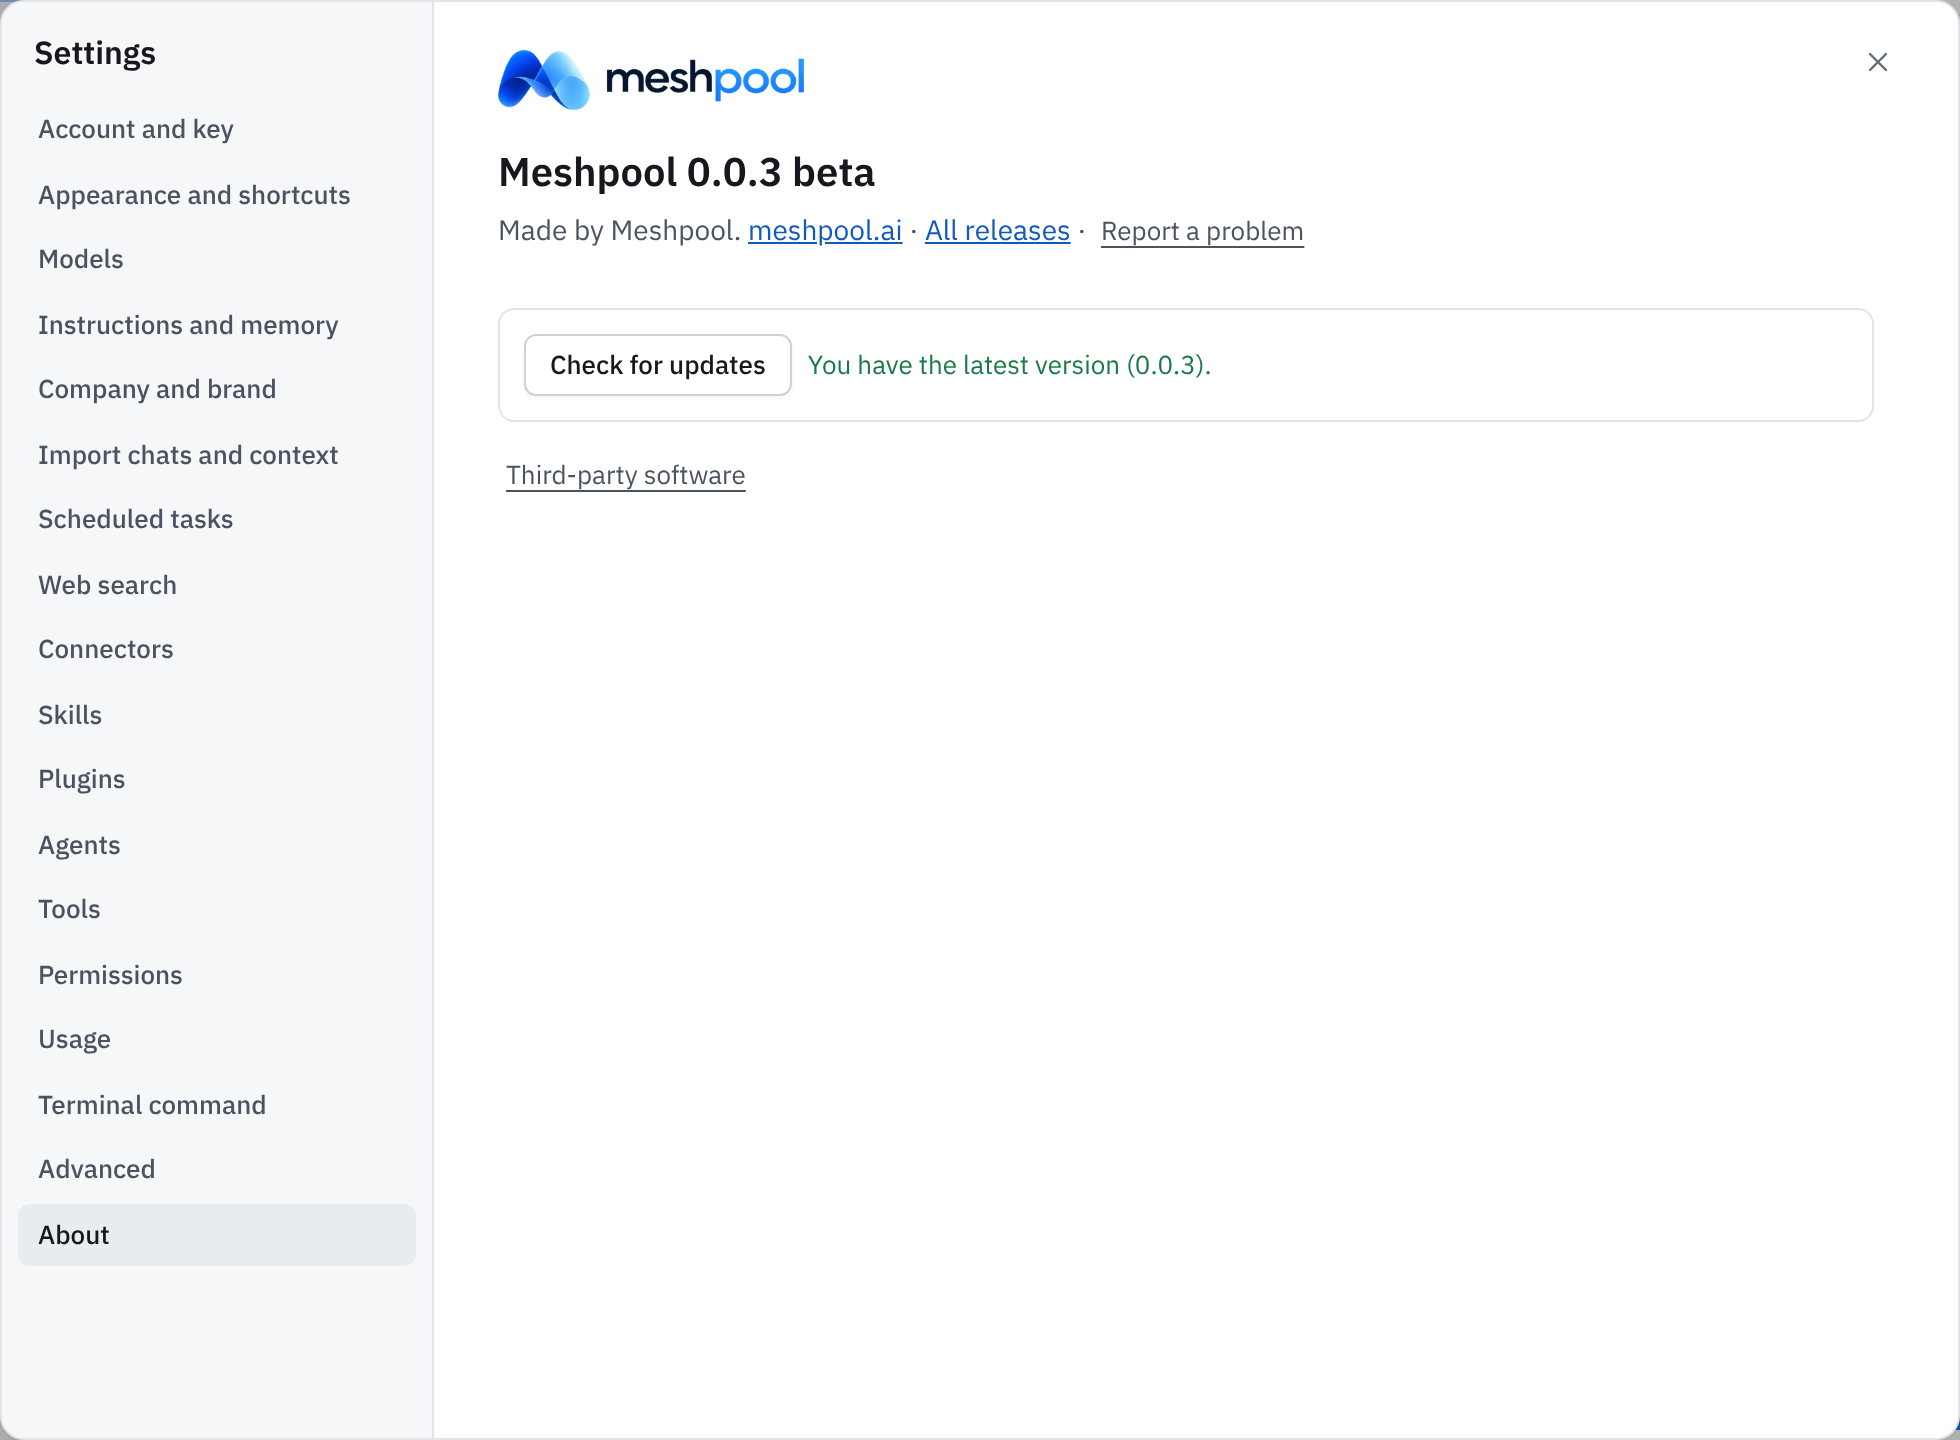 Settings
Account and key
Appearance and shortcuts
Models
Instructions and memory
Company and brand
Import chats and context
Scheduled tasks
Web search
Connectors
Skills
Plugins
Agents
Tools
Permissions
Usage
Terminal command
Advanced
About
meshpool
Meshpool 0.0.3 beta
Made by Meshpool. meshpool.ai · All releases · Report a problem
Check for updates You have the latest version (0.0.3).
Third-party software